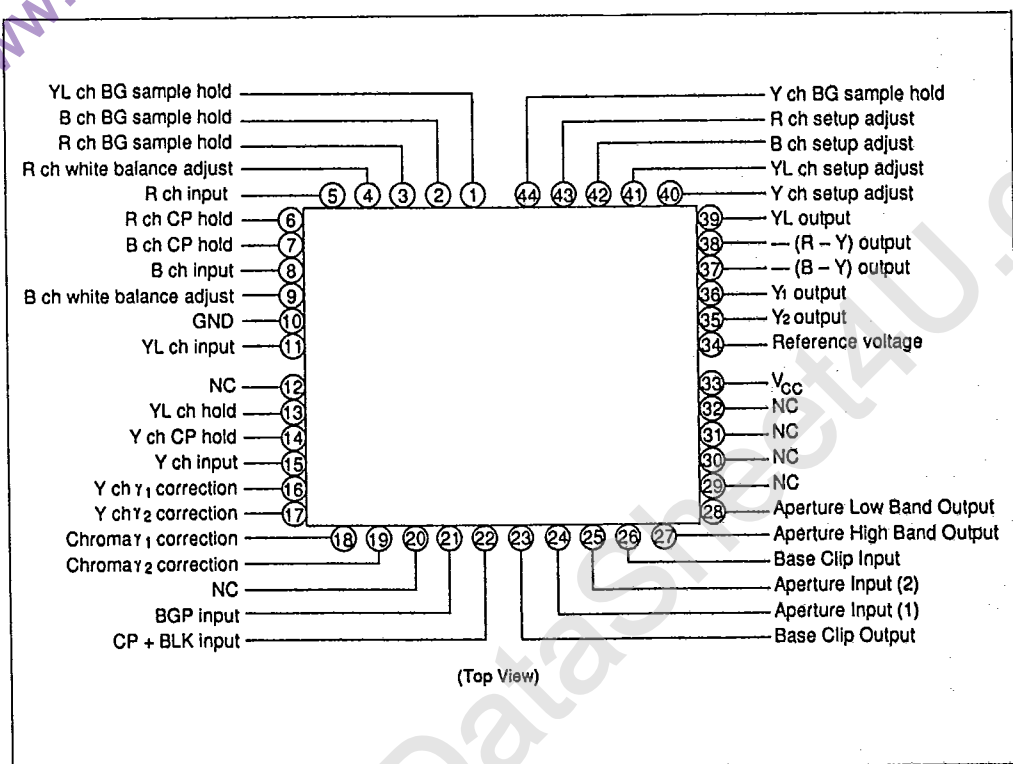 YL ch BG sample hold
B ch BG sample hold
R ch BG sample hold
R ch white balance adjust
R ch input
5 4 3 2 1
R ch CP hold 6
B ch CP hold 7
B ch input 8
B ch white balance adjust 9
GND 10
YL ch input 11
NC 12
YL ch hold 13
Y ch CP hold 14
Y ch input 15
Y ch γ1 correction 16
Y ch γ2 correction 17
Chroma γ1 correction
Chroma γ2 correction
NC
BGP input
CP + BLK input
18 19 20 21 22 23 24 25 26 27
Y ch BG sample hold
R ch setup adjust
B ch setup adjust
YL ch setup adjust
Y ch setup adjust
44 43 42 41 40
39 YL output
38 — (R – Y) output
37 — (B – Y) output
36 Y1 output
35 Y2 output
34 Reference voltage
33 VCC
32 NC
31 NC
30 NC
29 NC
28 Aperture Low Band Output
Aperture High Band Output
Base Clip Input
Aperture Input (2)
Aperture Input (1)
Base Clip Output
(Top View)
DataSheet4U.
ww